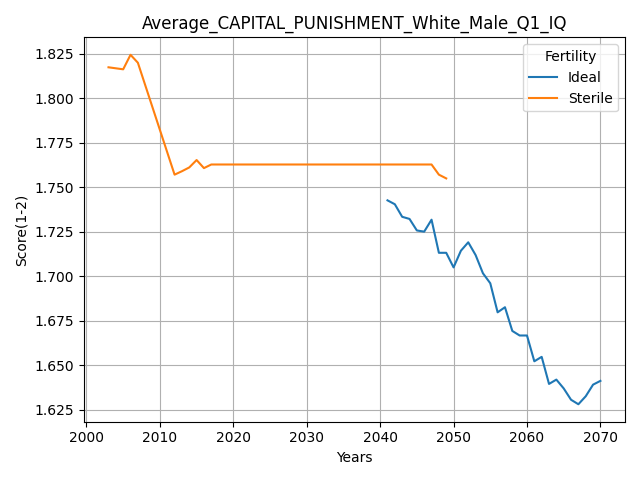 Average_CAPITAL_PUNISHMENT_White_Male_Q1_IQ
Fertility
Ideal
Sterile
Score(1-2)
1.825
1.800
1.775
1.750
1.725
1.700
1.675
1.650
1.625
2000 2010 2020 2030 2040 2050 2060 2070
Years